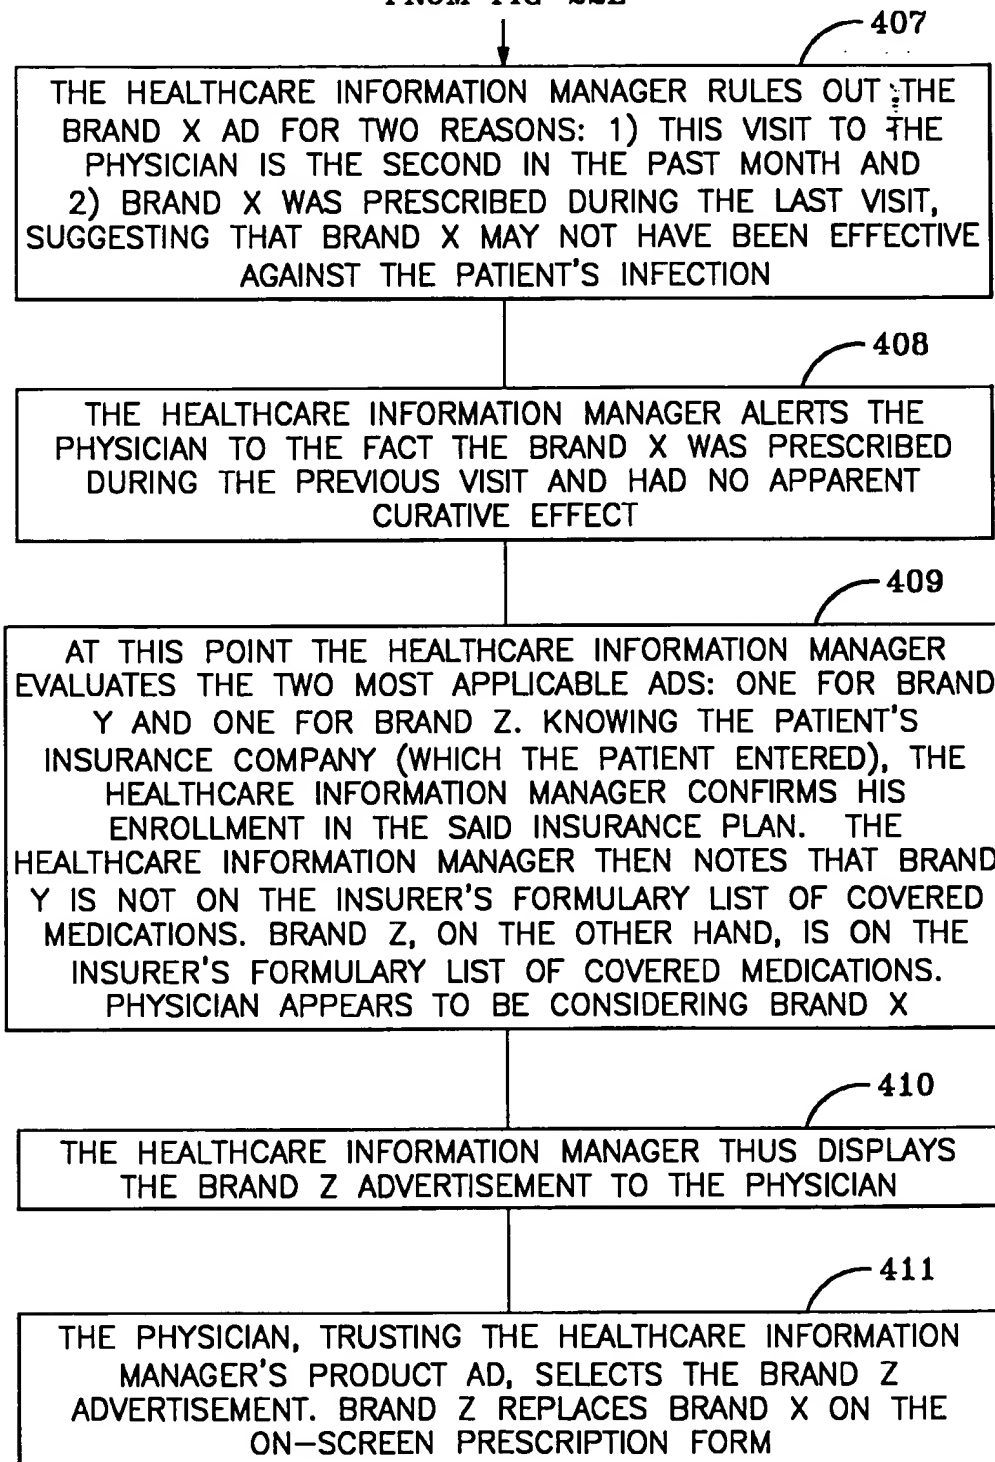 FROM FIG 22E
407
THE HEALTHCARE INFORMATION MANAGER RULES OUT THE
BRAND X AD FOR TWO REASONS: 1) THIS VISIT TO THE
PHYSICIAN IS THE SECOND IN THE PAST MONTH AND
2) BRAND X WAS PRESCRIBED DURING THE LAST VISIT,
SUGGESTING THAT BRAND X MAY NOT HAVE BEEN EFFECTIVE
AGAINST THE PATIENT'S INFECTION
408
THE HEALTHCARE INFORMATION MANAGER ALERTS THE
PHYSICIAN TO THE FACT THE BRAND X WAS PRESCRIBED
DURING THE PREVIOUS VISIT AND HAD NO APPARENT
CURATIVE EFFECT
409
AT THIS POINT THE HEALTHCARE INFORMATION MANAGER
EVALUATES THE TWO MOST APPLICABLE ADS: ONE FOR BRAND
Y AND ONE FOR BRAND Z. KNOWING THE PATIENT'S
INSURANCE COMPANY (WHICH THE PATIENT ENTERED), THE
HEALTHCARE INFORMATION MANAGER CONFIRMS HIS
ENROLLMENT IN THE SAID INSURANCE PLAN. THE
HEALTHCARE INFORMATION MANAGER THEN NOTES THAT BRAND
Y IS NOT ON THE INSURER'S FORMULARY LIST OF COVERED
MEDICATIONS. BRAND Z, ON THE OTHER HAND, IS ON THE
INSURER'S FORMULARY LIST OF COVERED MEDICATIONS.
PHYSICIAN APPEARS TO BE CONSIDERING BRAND X
410
THE HEALTHCARE INFORMATION MANAGER THUS DISPLAYS
THE BRAND Z ADVERTISEMENT TO THE PHYSICIAN
411
THE PHYSICIAN, TRUSTING THE HEALTHCARE INFORMATION
MANAGER'S PRODUCT AD, SELECTS THE BRAND Z
ADVERTISEMENT. BRAND Z REPLACES BRAND X ON THE
ON-SCREEN PRESCRIPTION FORM